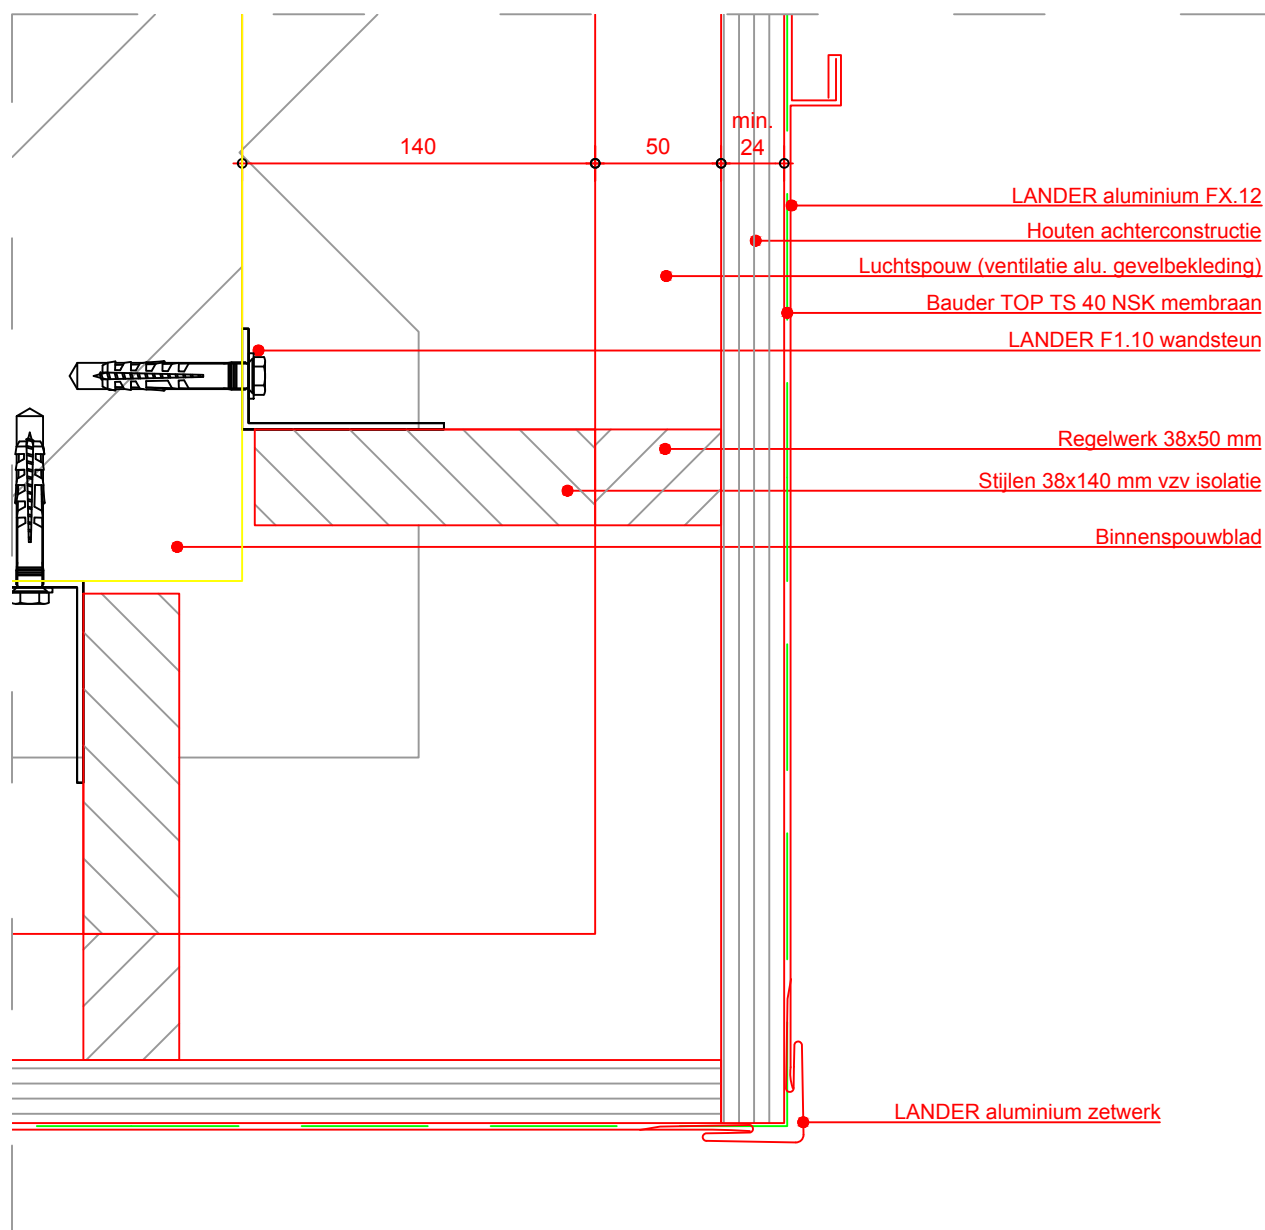 min.
140
50
24
LANDER aluminium FX.12
Houten achterconstructie
Luchtspouw (ventilatie alu. gevelbekleding)
Bauder TOP TS 40 NSK membraan
LANDER F1.10 wandsteun
Regelwerk 38x50 mm
Stijlen 38x140 mm vzv isolatie
Binnenspouwblad
LANDER aluminium zetwerk